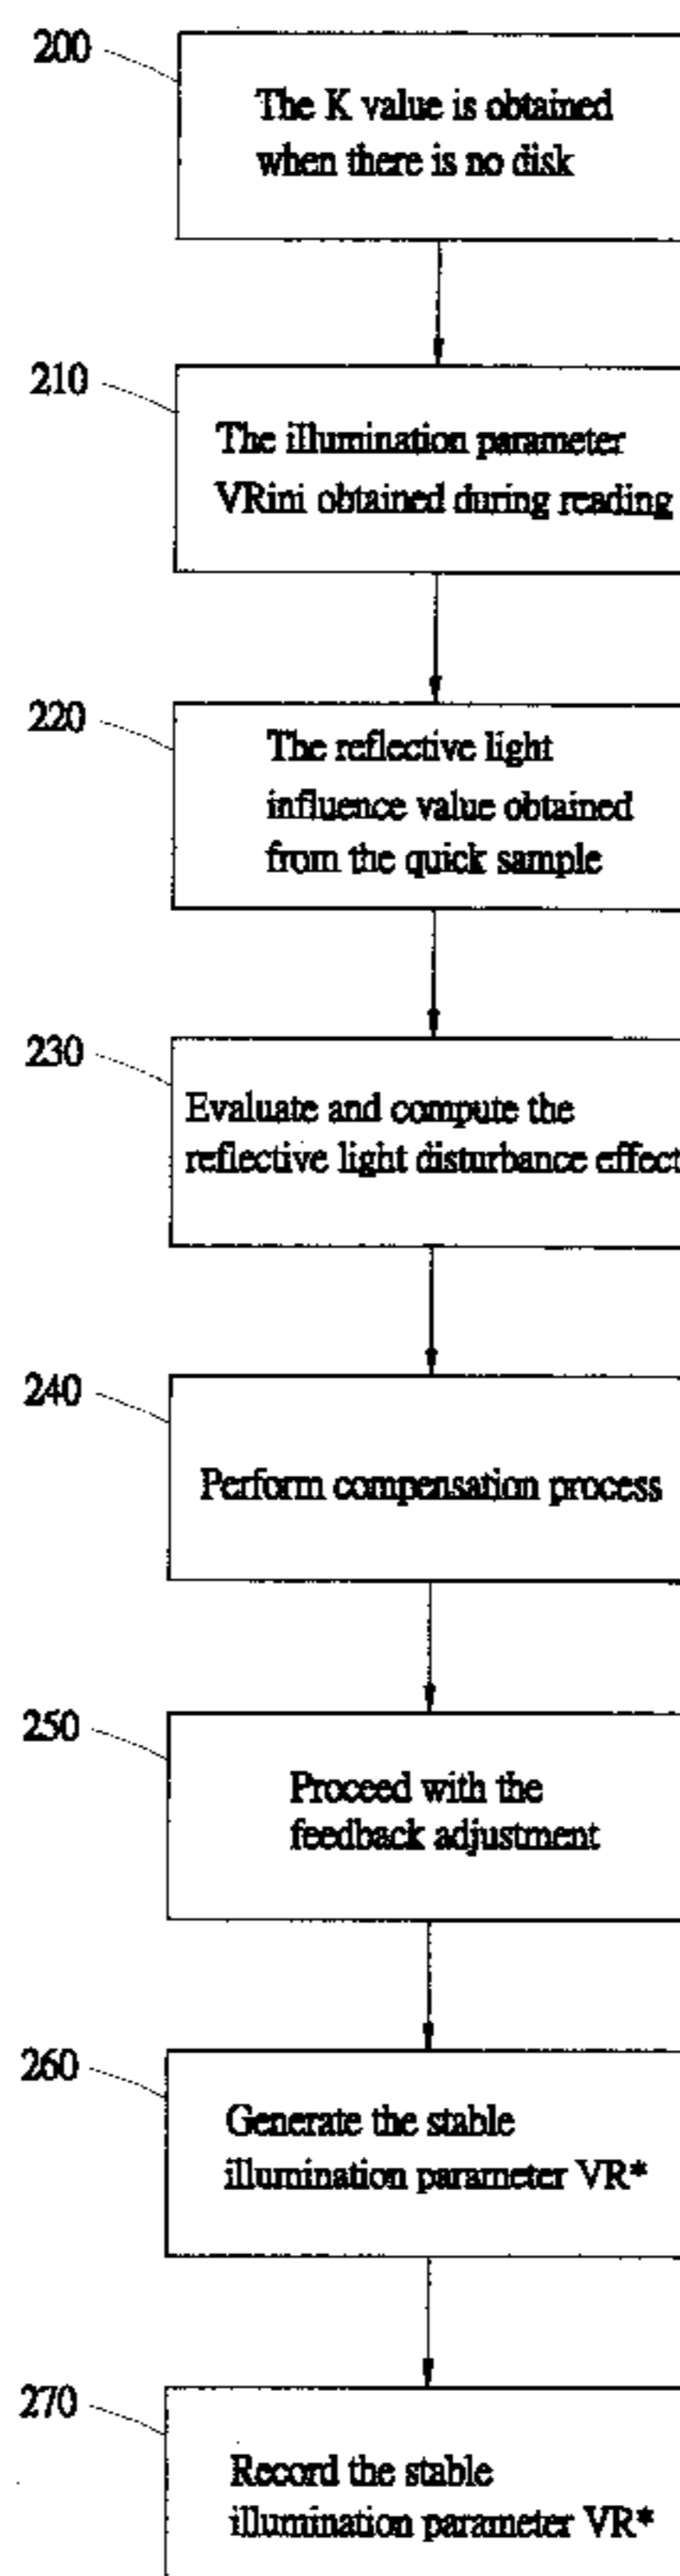 200
The K value is obtained
when there is no disk
210
The illumination parameter
VRini obtained during reading
220
The reflective light
influence value obtained
from the quick sample
230
Evaluate and compute the
reflective light disturbance effect
240
Perform compensation process
250
Proceed with the
feedback adjustment
260
Generate the stable
illumination parameter VR*
270
Record the stable
illumination parameter VR*